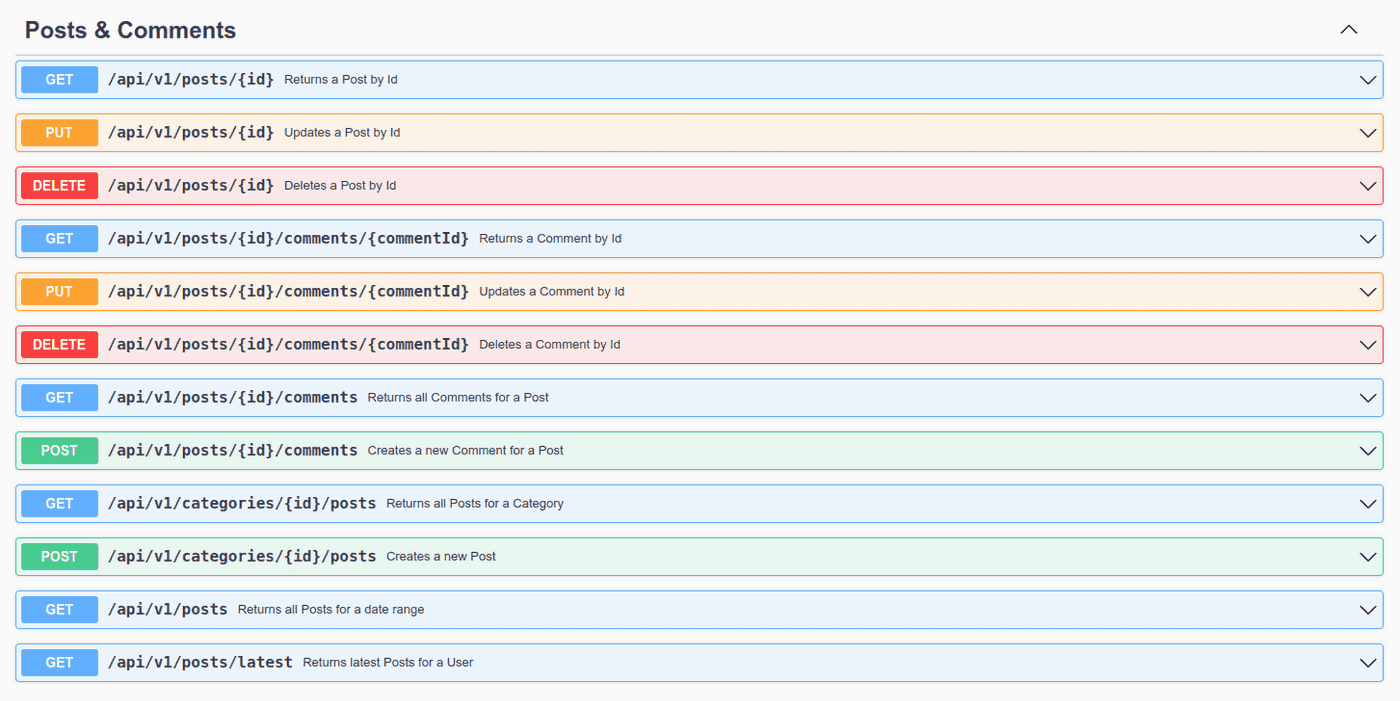 Posts & Comments
GET /api/v1/posts/{id} Returns a Post by Id
PUT /api/v1/posts/{id} Updates a Post by Id
DELETE /api/v1/posts/{id} Deletes a Post by Id
GET /api/v1/posts/{id}/comments/{commentId} Returns a Comment by Id
PUT /api/v1/posts/{id}/comments/{commentId} Updates a Comment by Id
DELETE /api/v1/posts/{id}/comments/{commentId} Deletes a Comment by Id
GET /api/v1/posts/{id}/comments Returns all Comments for a Post
POST /api/v1/posts/{id}/comments Creates a new Comment for a Post
GET /api/v1/categories/{id}/posts Returns all Posts for a Category
POST /api/v1/categories/{id}/posts Creates a new Post
GET /api/v1/posts Returns all Posts for a date range
GET /api/v1/posts/latest Returns latest Posts for a User